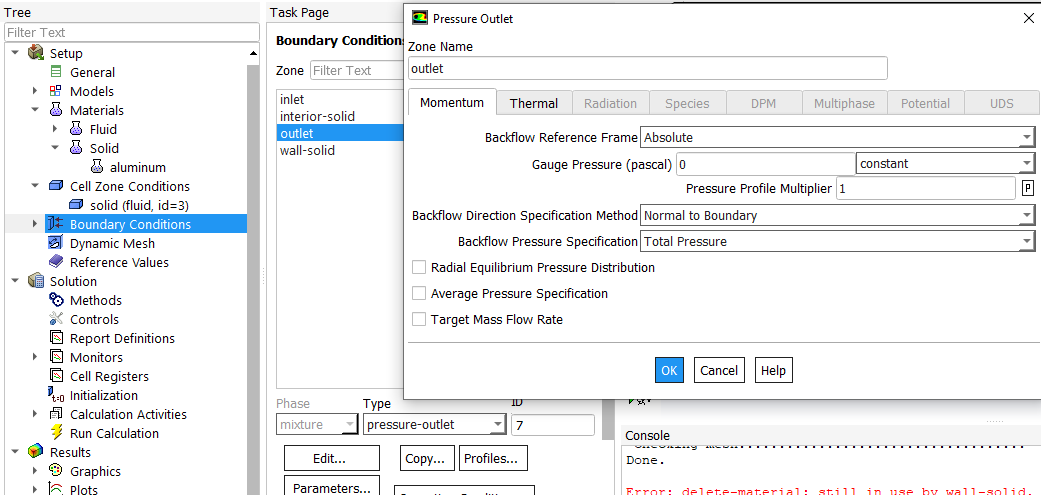 Tree
Filter Text
Setup
General
Models
Materials
Fluid
Solid
aluminum
Cell Zone Conditions
solid (fluid, id=3)
Boundary Conditions
Dynamic Mesh
Reference Values
Solution
Methods
Controls
Report Definitions
Monitors
Cell Registers
Initialization
Calculation Activities
Run Calculation
Results
Graphics
Plots
Task Page
Boundary Conditions
Zone Filter Text
inlet
interior-solid
outlet
wall-solid
Phase Type ID
mixture pressure-outlet 7
Edit... Copy... Profiles...
Parameters...
Pressure Outlet
Zone Name
outlet
Momentum Thermal Radiation Species DPM Multiphase Potential UDS
Backflow Reference Frame Absolute
Gauge Pressure (pascal) 0 constant
Pressure Profile Multiplier 1 P
Backflow Direction Specification Method Normal to Boundary
Backflow Pressure Specification Total Pressure
Radial Equilibrium Pressure Distribution
Average Pressure Specification
Target Mass Flow Rate
OK Cancel Help
Console
Done.
Error: delete-material: still in use by wall-solid.